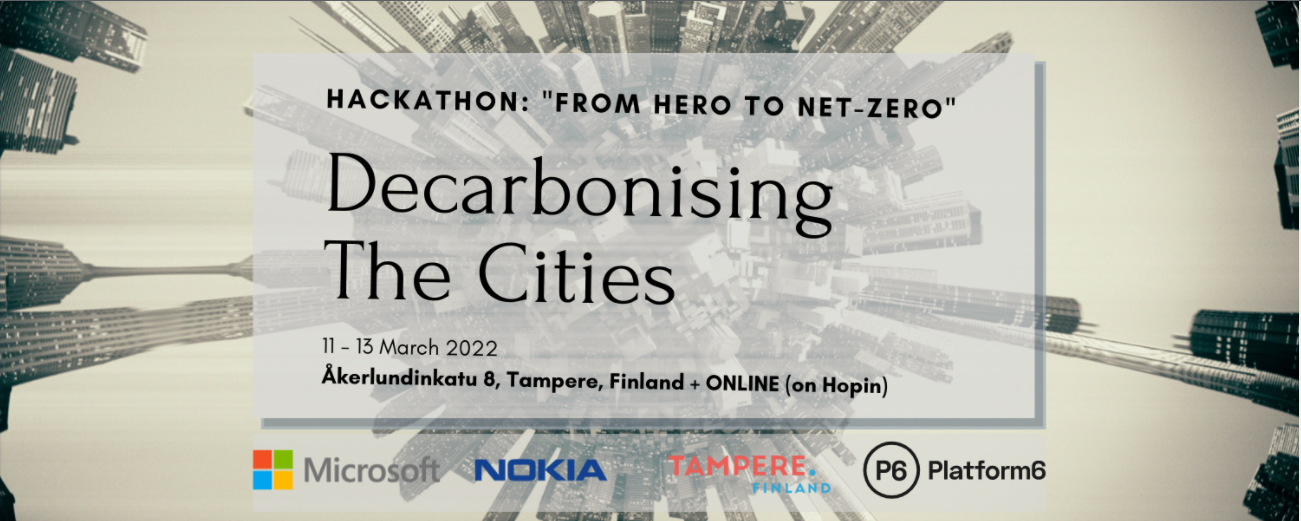 HACKATHON: "FROM HERO TO NET-ZERO"
Decarbonising
The Cities
11 - 13 March 2022
Åkerlundinkatu 8, Tampere, Finland + ONLINE (on Hopin)
Microsoft
NOKIA
TAMPERE.
FINLAND
P6 Platform6